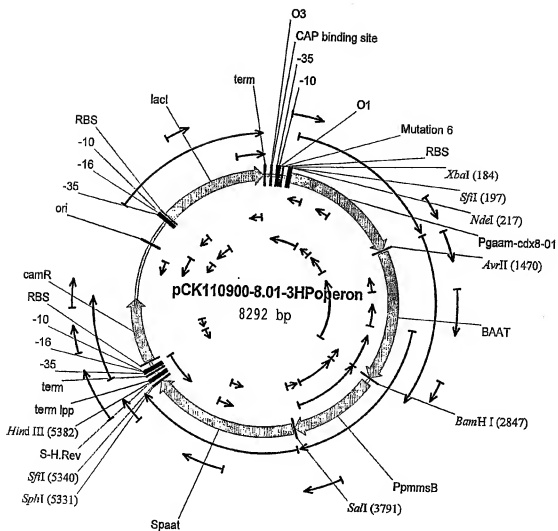 O3
CAP binding site
-35
-10
term
O1
lacI
Mutation 6
RBS
RBS
-10
XbaI (184)
-16
SfiI (197)
-35
NdeI (217)
ori
Pgaam-cdx8-01
AvrII (1470)
camR
pCK110900-8.01-3HPoperon
RBS
8292 bp
-10
BAAT
-16
-35
term
term lpp
BamH I (2847)
Hind III (5382)
S-H.Rev
PpmmsB
SfiI (5340)
SphI (5331)
SalI (3791)
Spaat